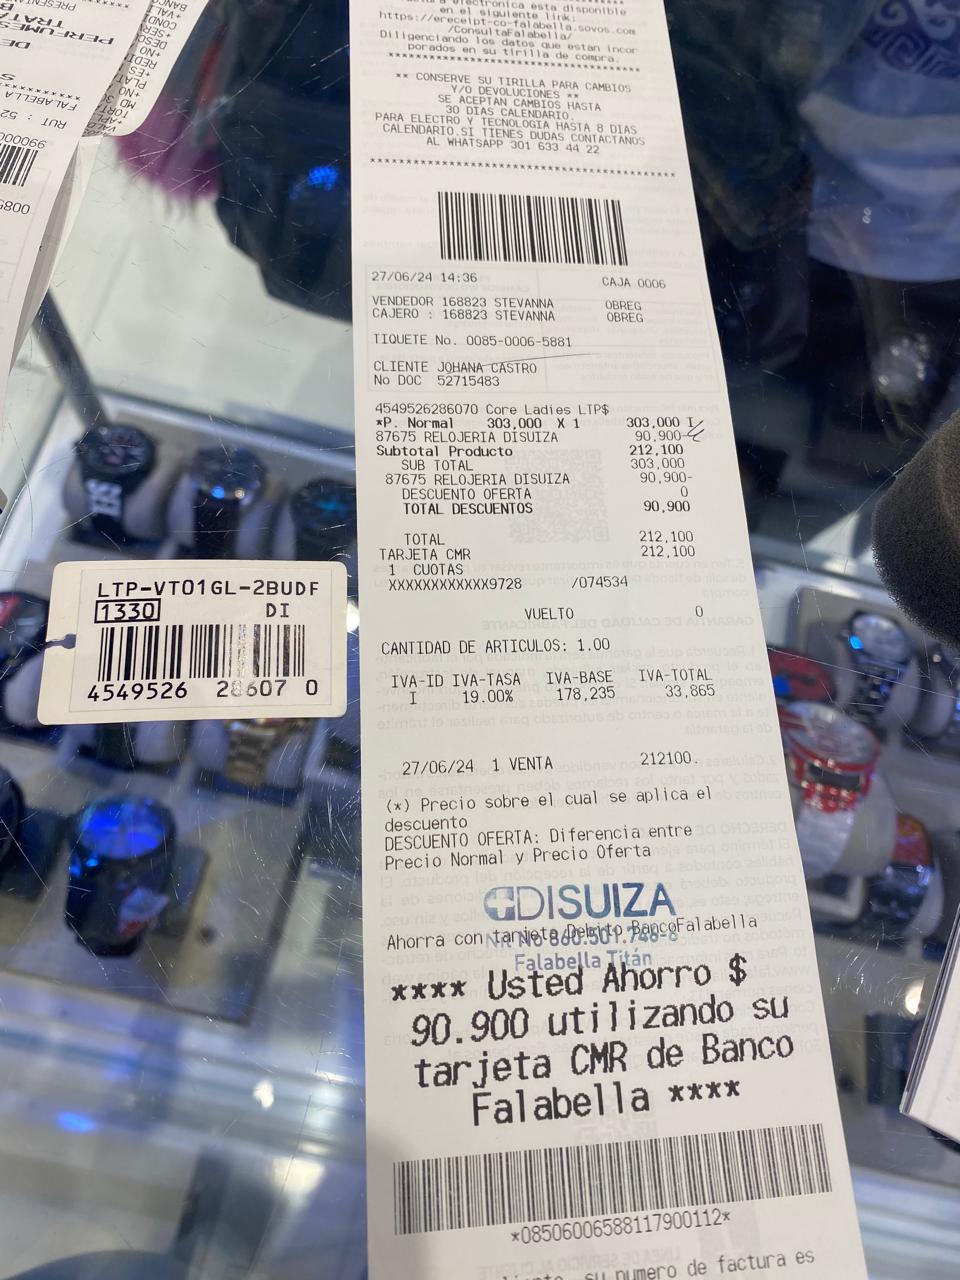 en el siguiente link:
https://ereceipt-co-falabella.sovos.com
/ConsultaFalabella/
Diligenciando los datos que estan incor
porados en su tirilla de compra.
** CONSERVE SU TIRILLA PARA CAMBIOS
Y/O DEVOLUCIONES **
SE ACEPTAN CAMBIOS HASTA
30 DIAS CALENDARIO.
PARA ELECTRO Y TECNOLOGIA HASTA 8 DIAS
CALENDARIO.SI TIENES DUDAS CONTACTANOS
AL WHATSAPP 301 633 44 22
27/06/24 14:36 CAJA 0006
VENDEDOR 168823 STEVANNA OBREG
CAJERO : 168823 STEVANNA OBREG
TIQUETE No. 0085-0006-5881
CLIENTE JOHANA CASTRO
No DOC 52715483
4549526286070 Core Ladies LTP$
*P. Normal 303,000 X 1 303,000 I
87675 RELOJERIA DISUIZA 90,900-
Subtotal Producto 212,100
SUB TOTAL 303,000
87675 RELOJERIA DISUIZA 90,900-
DESCUENTO OFERTA 0
TOTAL DESCUENTOS 90,900
TOTAL 212,100
TARJETA CMR 212,100
1 CUOTAS
XXXXXXXXXXXX9728 /074534
VUELTO 0
CANTIDAD DE ARTICULOS: 1.00
IVA-ID IVA-TASA IVA-BASE IVA-TOTAL
I 19.00% 178,235 33,865
27/06/24 1 VENTA 212100.
(*) Precio sobre el cual se aplica el
descuento
DESCUENTO OFERTA: Diferencia entre
Precio Normal y Precio Oferta
DISUIZA
Ahorra con tarjeta Debito BancoFalabella
Falabella Titán
**** Usted Ahorro $
90.900 utilizando su
tarjeta CMR de Banco
Falabella ****
*08506006588117900112*
su numero de factura es
LTP-VT01GL-2BUDF
1330 DI
4549526 28607 0